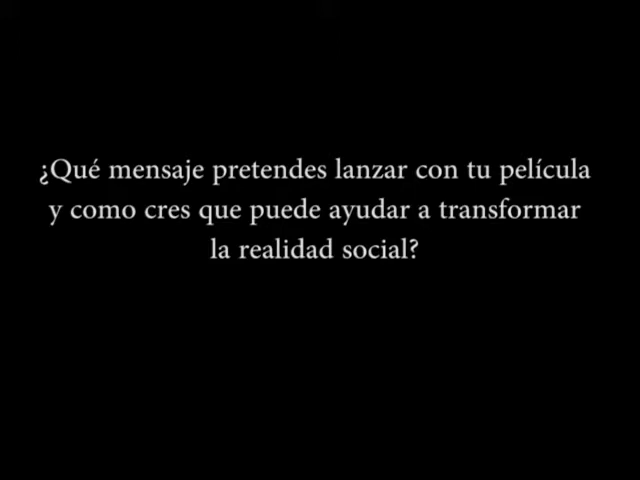 ¿Qué mensaje pretendes lanzar con tu película
y como cres que puede ayudar a transformar
la realidad social?